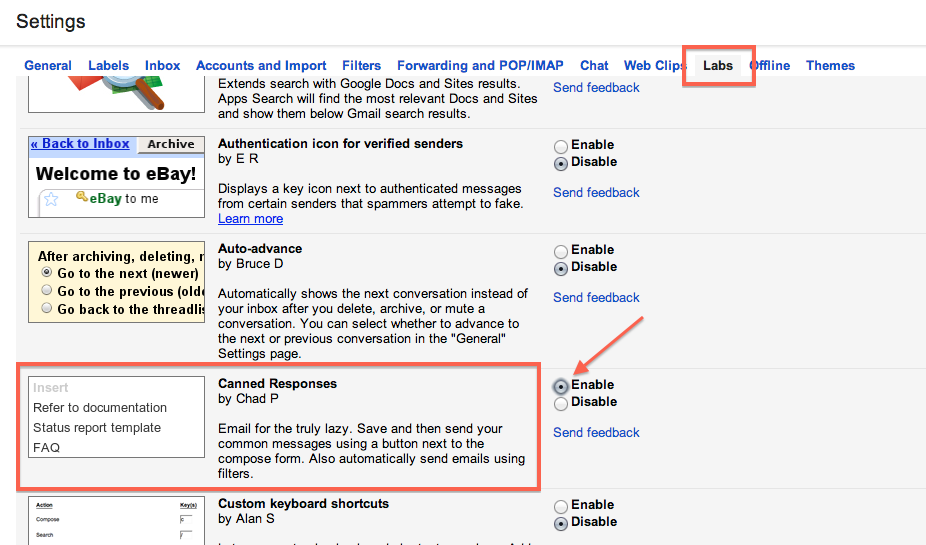 Settings
General Labels Inbox Accounts and Import Filters Forwarding and POP/IMAP Chat Web Clips Labs Offline Themes
Extends search with Google Docs and Sites results.
Apps Search will find the most relevant Docs and Sites
and show them below Gmail search results.
Send feedback
« Back to Inbox Archive
Welcome to eBay!
eBay to me
Authentication icon for verified senders
by E R
Displays a key icon next to authenticated messages
from certain senders that spammers attempt to fake.
Learn more
Enable
Disable
Send feedback
After archiving, deleting, r
Go to the next (newer)
Go to the previous (olde
Go back to the threadlis
Auto-advance
by Bruce D
Automatically shows the next conversation instead of
your inbox after you delete, archive, or mute a
conversation. You can select whether to advance to
the next or previous conversation in the "General"
Settings page.
Enable
Disable
Send feedback
Insert
Refer to documentation
Status report template
FAQ
Canned Responses
by Chad P
Email for the truly lazy. Save and then send your
common messages using a button next to the
compose form. Also automatically send emails using
filters.
Enable
Disable
Send feedback
Action Key(s)
Compose c
Search /
Custom keyboard shortcuts
by Alan S
Enable
Disable